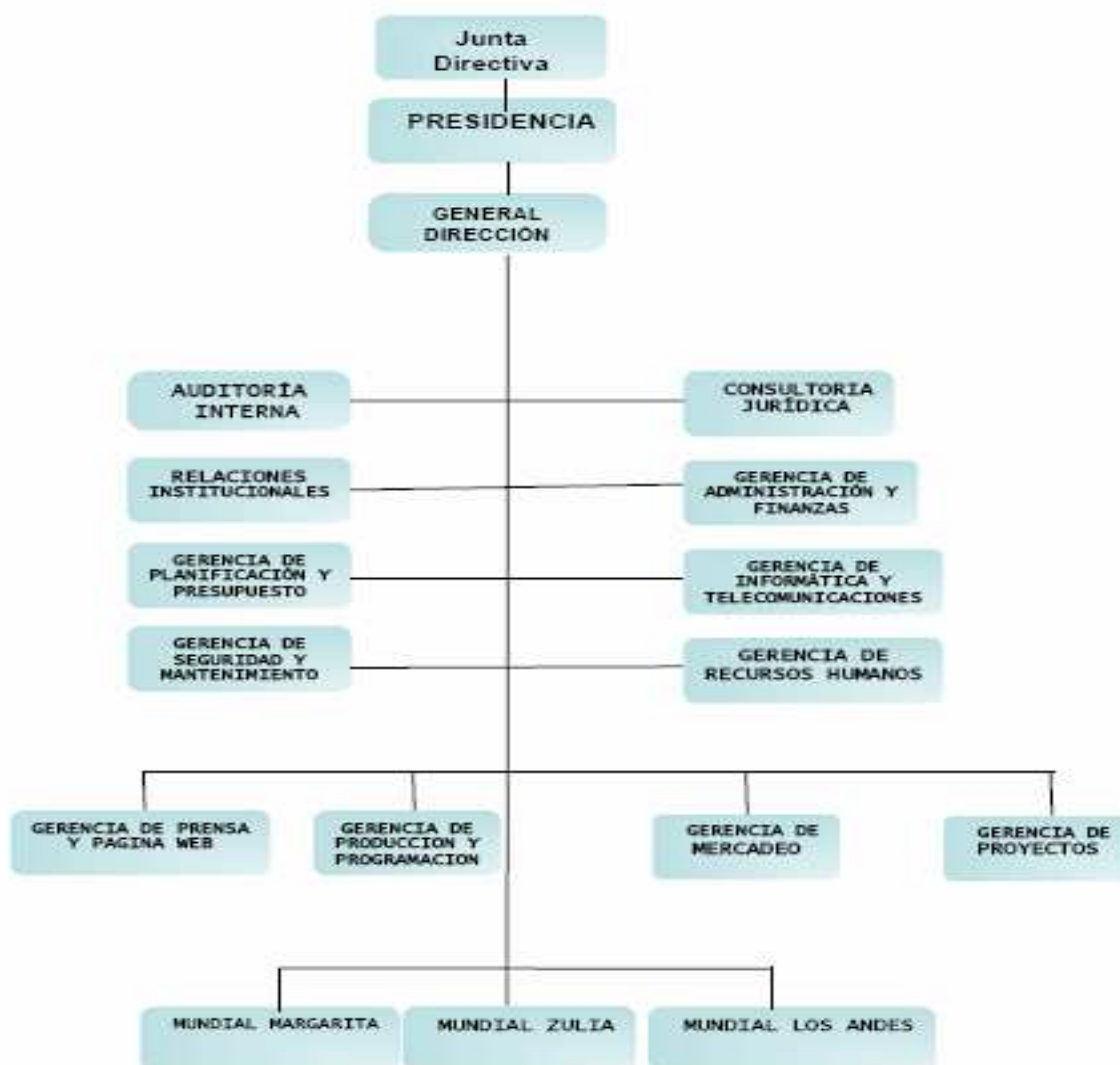 Junta
Directiva
PRESIDENCIA
GENERAL
DIRECCIÓN
AUDITORÍA
INTERNA
CONSULTORIA
JURÍDICA
RELACIONES
INSTITUCIONALES
GERENCIA DE
ADMINISTRACIÓN Y
FINANZAS
GERENCIA DE
PLANIFICACIÓN Y
PRESUPUESTO
GERENCIA DE
INFORMÁTICA Y
TELECOMUNICACIONES
GERENCIA DE
SEGURIDAD Y
MANTENIMIENTO
GERENCIA DE
RECURSOS HUMANOS
GERENCIA DE PRENSA
Y PAGINA WEB
GERENCIA DE
PRODUCCION Y
PROGRAMACION
GERENCIA DE
MERCADEO
GERENCIA DE
PROYECTOS
MUNDIAL MARGARITA
MUNDIAL ZULIA
MUNDIAL LOS ANDES